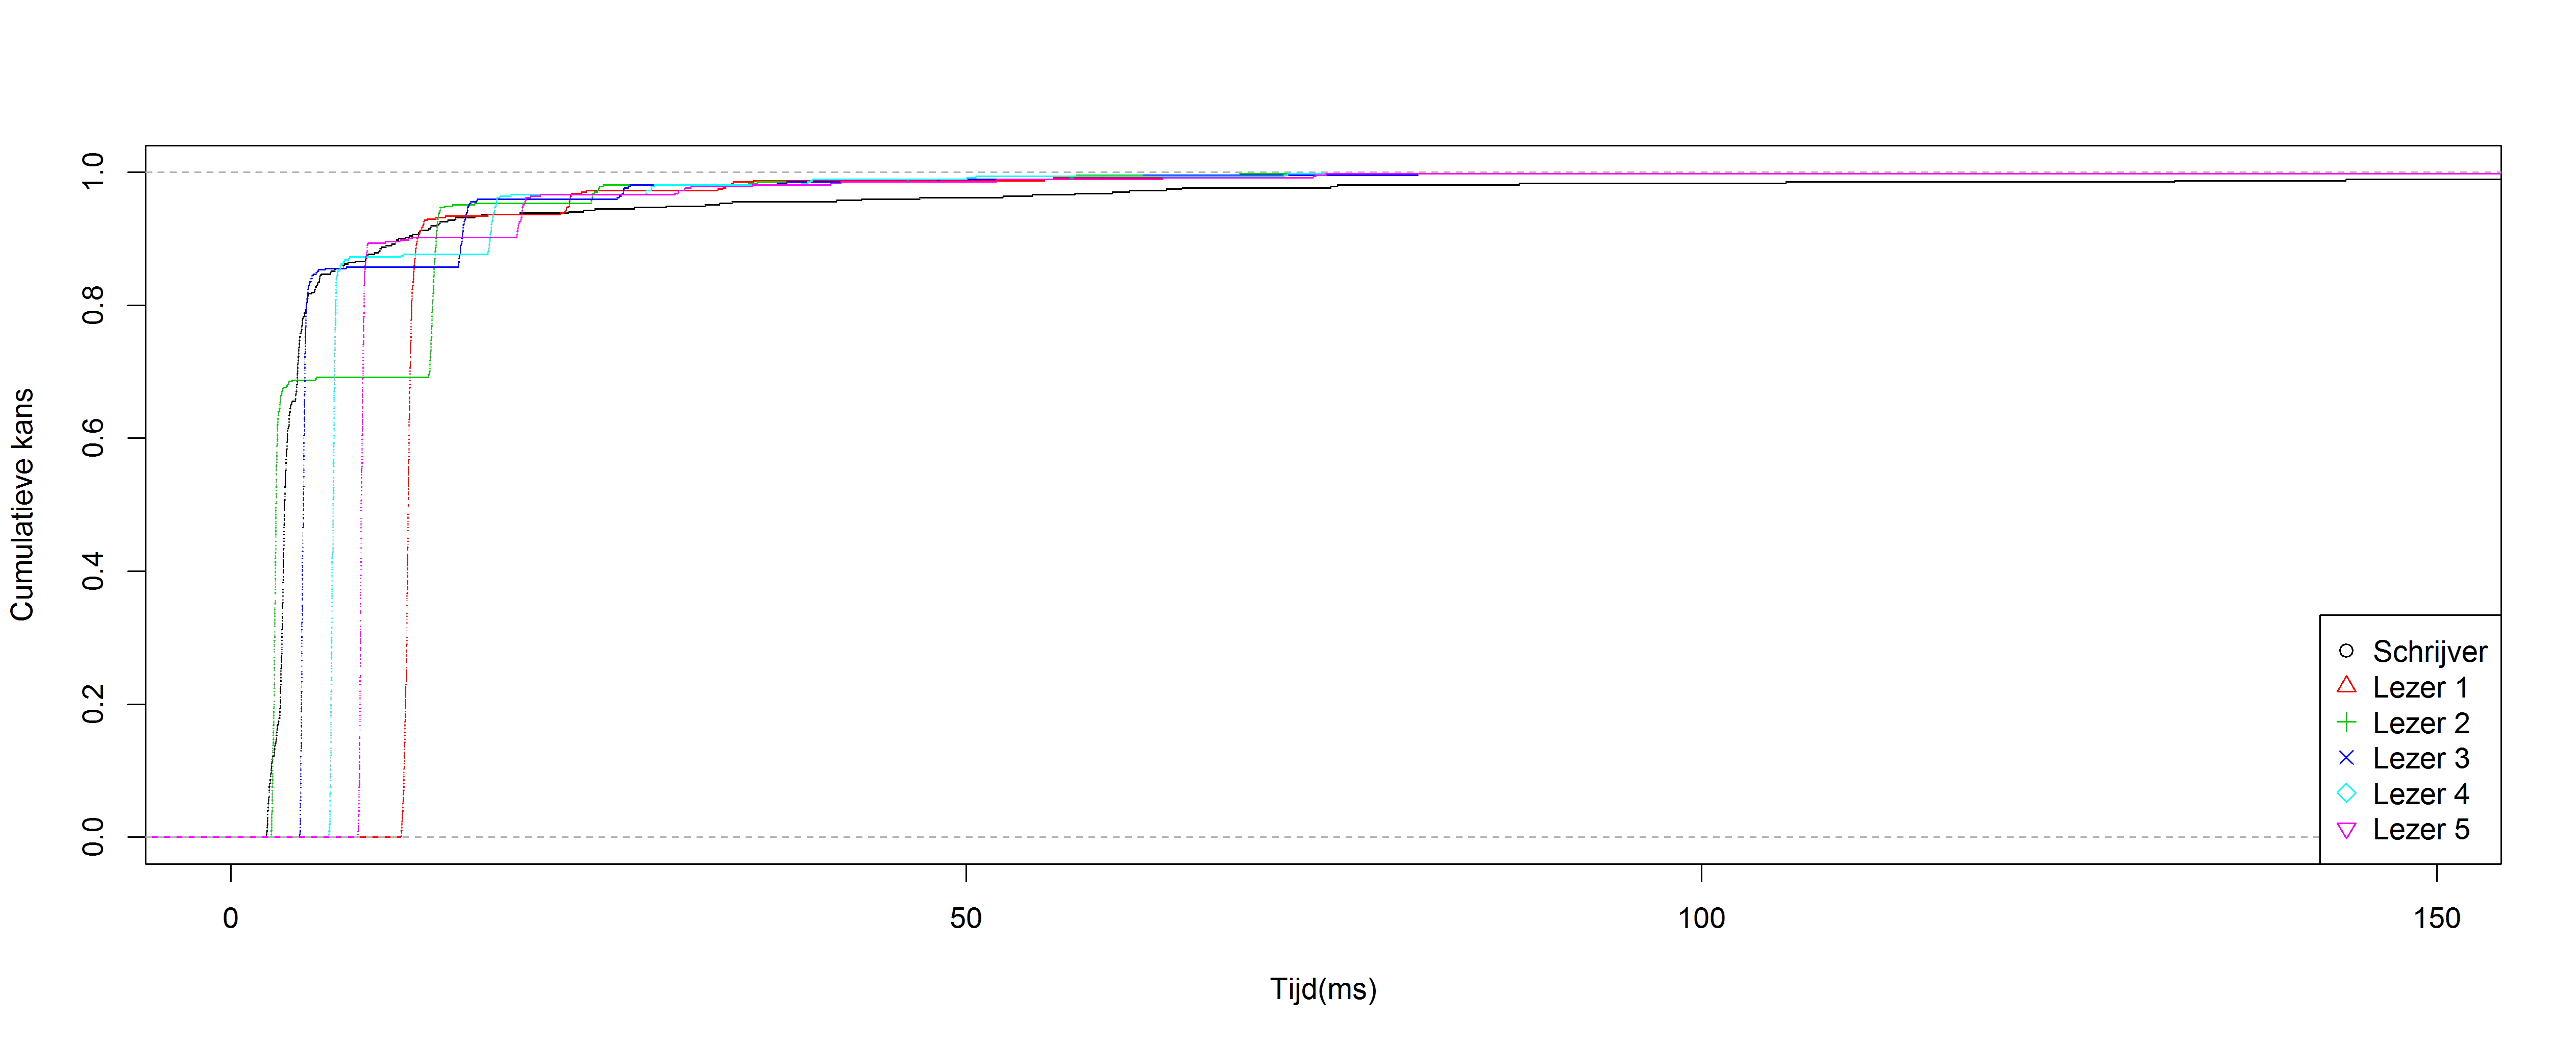 Cumulatieve kans
1.0
0.8
0.6
0.4
0.2
0.0
0
50
100
150
Tijd(ms)
Schrijver
Lezer 1
Lezer 2
Lezer 3
Lezer 4
Lezer 5